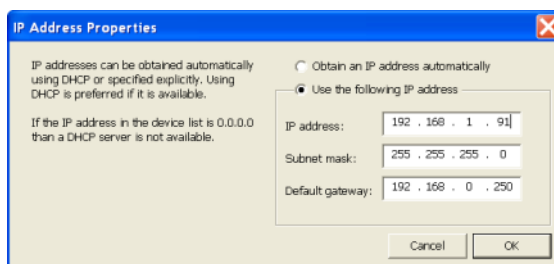 IP Address Properties
IP addresses can be obtained automatically
using DHCP or specified explicitly. Using
DHCP is preferred if it is available.
If the IP address in the device list is 0.0.0.0
than a DHCP server is not available.
Obtain an IP address automatically
Use the following IP address
IP address: 192 . 168 . 1 . 91
Subnet mask: 255 . 255 . 255 . 0
Default gateway: 192 . 168 . 0 . 250
Cancel OK